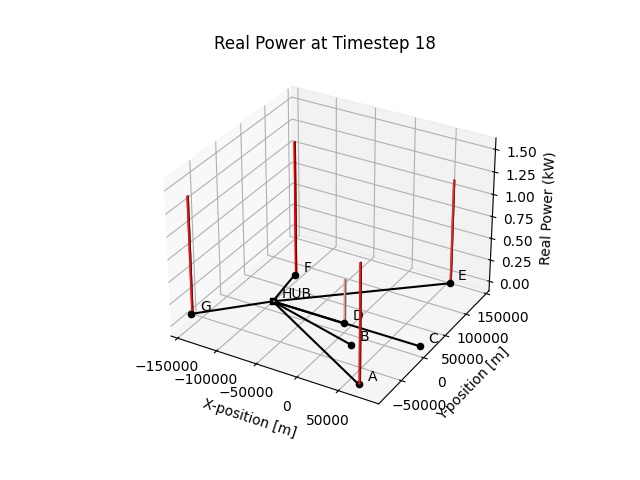 Real Power at Timestep 18
1.50
1.25
1.00
0.75
0.50
0.25
0.00
Real Power (kW)
F
E
HUB
G
D
C
B
A
150000
100000
50000
0
−50000
Y-position [m]
−150000
−100000
−50000
0
50000
X-position [m]